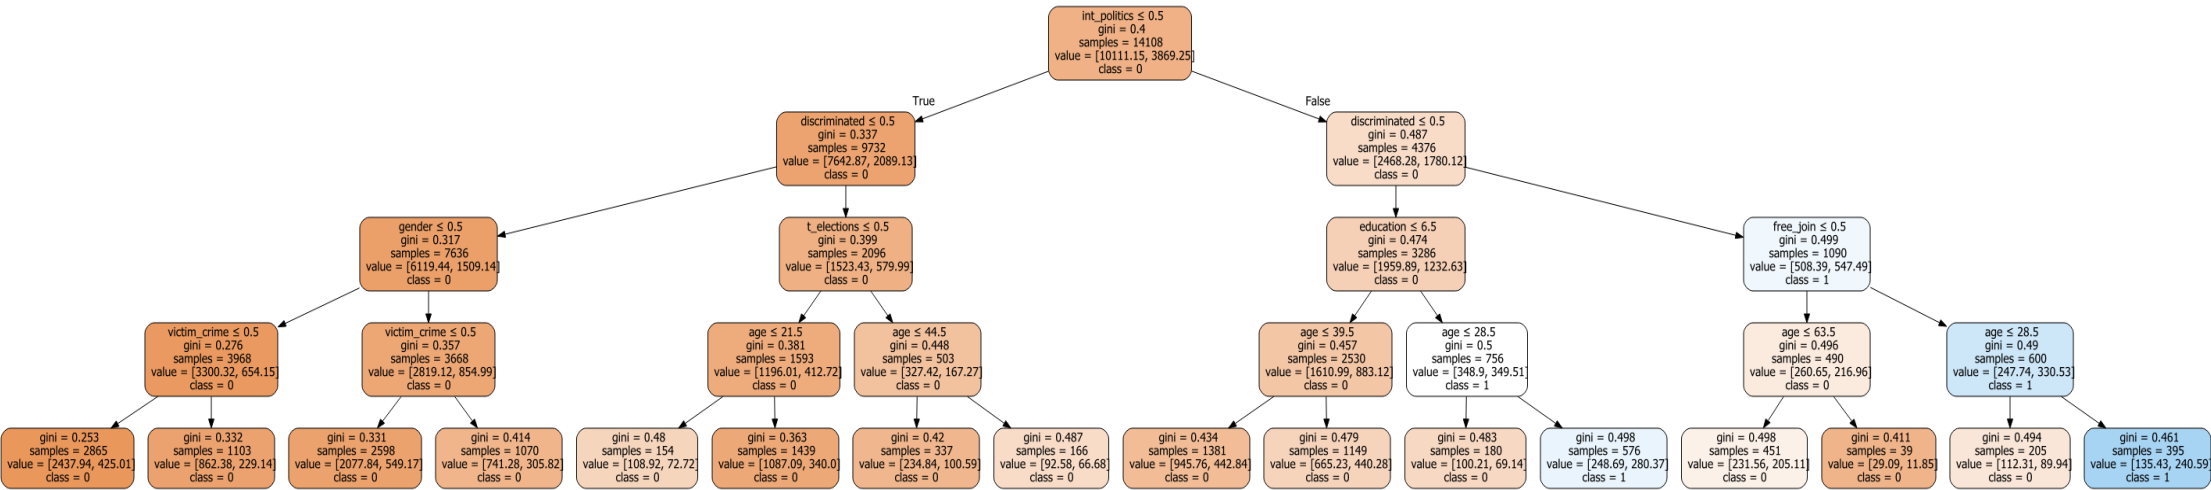 int_politics ≤ 0.5
gini = 0.4
samples = 14108
value = [10111.15, 3869.25]
class = 0
True
False
discriminated ≤ 0.5
gini = 0.337
samples = 9732
value = [7642.87, 2089.13]
class = 0
discriminated ≤ 0.5
gini = 0.487
samples = 4376
value = [2468.28, 1780.12]
class = 0
gender ≤ 0.5
gini = 0.317
samples = 7636
value = [6119.44, 1509.14]
class = 0
t_elections ≤ 0.5
gini = 0.399
samples = 2096
value = [1523.43, 579.99]
class = 0
education ≤ 6.5
gini = 0.474
samples = 3286
value = [1959.89, 1232.63]
class = 0
free_join ≤ 0.5
gini = 0.499
samples = 1090
value = [508.39, 547.49]
class = 1
victim_crime ≤ 0.5
gini = 0.276
samples = 3968
value = [3300.32, 654.15]
class = 0
victim_crime ≤ 0.5
gini = 0.357
samples = 3668
value = [2819.12, 854.99]
class = 0
age ≤ 21.5
gini = 0.381
samples = 1593
value = [1196.01, 412.72]
class = 0
age ≤ 44.5
gini = 0.448
samples = 503
value = [327.42, 167.27]
class = 0
age ≤ 39.5
gini = 0.457
samples = 2530
value = [1610.99, 883.12]
class = 0
age ≤ 28.5
gini = 0.5
samples = 756
value = [348.9, 349.51]
class = 1
age ≤ 63.5
gini = 0.496
samples = 490
value = [260.65, 216.96]
class = 0
age ≤ 28.5
gini = 0.49
samples = 600
value = [247.74, 330.53]
class = 1
gini = 0.253
samples = 2865
value = [2437.94, 425.01]
class = 0
gini = 0.332
samples = 1103
value = [862.38, 229.14]
class = 0
gini = 0.331
samples = 2598
value = [2077.84, 549.17]
class = 0
gini = 0.414
samples = 1070
value = [741.28, 305.82]
class = 0
gini = 0.48
samples = 154
value = [108.92, 72.72]
class = 0
gini = 0.363
samples = 1439
value = [1087.09, 340.0]
class = 0
gini = 0.42
samples = 337
value = [234.84, 100.59]
class = 0
gini = 0.487
samples = 166
value = [92.58, 66.68]
class = 0
gini = 0.434
samples = 1381
value = [945.76, 442.84]
class = 0
gini = 0.479
samples = 1149
value = [665.23, 440.28]
class = 0
gini = 0.483
samples = 180
value = [100.21, 69.14]
class = 0
gini = 0.498
samples = 576
value = [248.69, 280.37]
class = 1
gini = 0.498
samples = 451
value = [231.56, 205.11]
class = 0
gini = 0.411
samples = 39
value = [29.09, 11.85]
class = 0
gini = 0.494
samples = 205
value = [112.31, 89.94]
class = 0
gini = 0.461
samples = 395
value = [135.43, 240.59]
class = 1